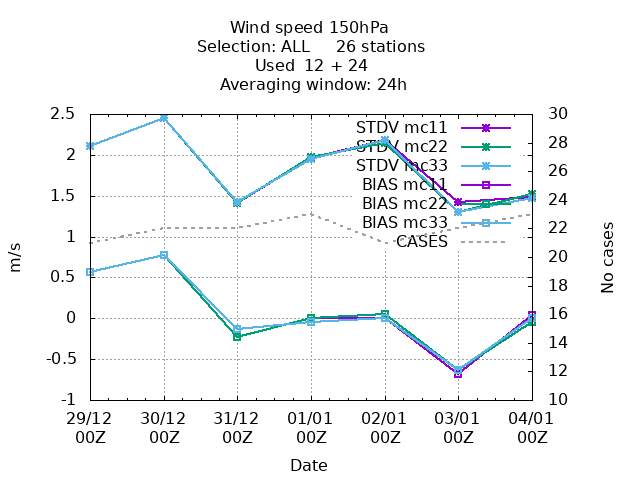 Wind speed 150hPa
Selection: ALL 26 stations
Used 12 + 24
Averaging window: 24h
2.5
2
1.5
1
0.5
0
-0.5
-1
m/s
30
28
26
24
22
20
18
16
14
12
10
No cases
STDV mc11
STDV mc22
STDV mc33
BIAS mc11
BIAS mc22
BIAS mc33
CASES
29/12 30/12 31/12 01/01 02/01 03/01 04/01
00Z 00Z 00Z 00Z 00Z 00Z 00Z
Date